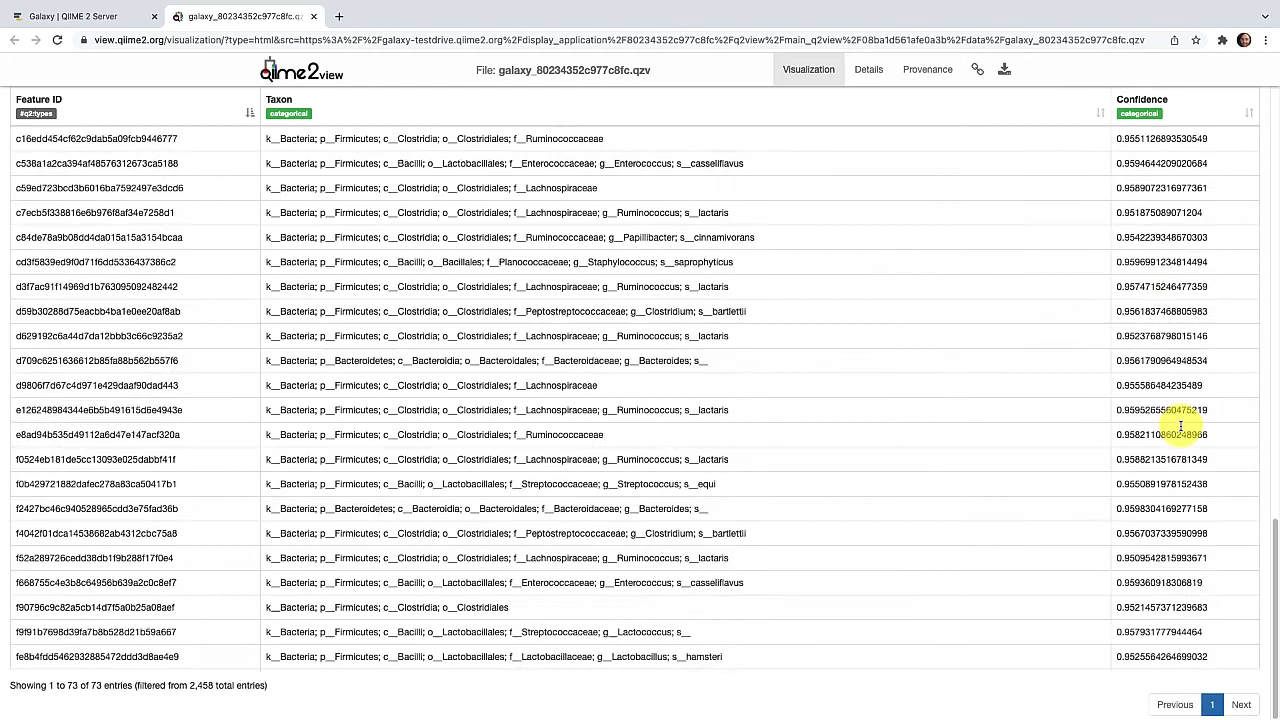 Galaxy | QIIME 2 Server
galaxy_80234352c977c8fc.qz
view.qiime2.org/visualization/?type=html&src=https%3A%2F%2Fgalaxy-testdrive.qiime2.org%2Fdisplay_application%2F80234352c977c8fc%2Fq2view%2Fmain_q2view%2F08ba1d561afe0a3b%2Fdata%2Fgalaxy_80234352c977c8fc.qzv
qiime2view File: galaxy_80234352c977c8fc.qzv Visualization Details Provenance
Feature ID Taxon Confidence
#q2:types categorical categorical
c16edd454cf62c9dab5a09fcb9446777 k__Bacteria; p__Firmicutes; c__Clostridia; o__Clostridiales; f__Ruminococcaceae 0.9551126893530549
c538a1a2ca394af48576312673ca5188 k__Bacteria; p__Firmicutes; c__Bacilli; o__Lactobacillales; f__Enterococcaceae; g__Enterococcus; s__casseliflavus 0.9594644209020684
c59ed723bcd3b6016ba7592497e3dcd6 k__Bacteria; p__Firmicutes; c__Clostridia; o__Clostridiales; f__Lachnospiraceae 0.9589072316977361
c7ecb5f338816e6b976f8af34e7258d1 k__Bacteria; p__Firmicutes; c__Clostridia; o__Clostridiales; f__Lachnospiraceae; g__Ruminococcus; s__lactaris 0.951875089071204
c84de78a9b08dd4da015a15a3154bcaa k__Bacteria; p__Firmicutes; c__Clostridia; o__Clostridiales; f__Ruminococcaceae; g__Papillibacter; s__cinnamivorans 0.9542239348670303
cd3f5839ed9f0d71f6dd5336437386c2 k__Bacteria; p__Firmicutes; c__Bacilli; o__Bacillales; f__Planococcaceae; g__Staphylococcus; s__saprophyticus 0.9596991234814494
d3f7ac91f14969d1b763095092482442 k__Bacteria; p__Firmicutes; c__Clostridia; o__Clostridiales; f__Lachnospiraceae; g__Ruminococcus; s__lactaris 0.9574715246477359
d59b30288d75eacbb4ba1e0ee20af8ab k__Bacteria; p__Firmicutes; c__Clostridia; o__Clostridiales; f__Peptostreptococcaceae; g__Clostridium; s__bartlettii 0.9561837468805983
d629192c6a44d7da12bbb3c66c9235a2 k__Bacteria; p__Firmicutes; c__Clostridia; o__Clostridiales; f__Lachnospiraceae; g__Ruminococcus; s__lactaris 0.9523768798015146
d709c6251636612b85fa88b562b557f6 k__Bacteria; p__Bacteroidetes; c__Bacteroidia; o__Bacteroidales; f__Bacteroidaceae; g__Bacteroides; s__ 0.9561790964948534
d9806f7d67c4d971e429daaf90dad443 k__Bacteria; p__Firmicutes; c__Clostridia; o__Clostridiales; f__Lachnospiraceae 0.955586484235489
e126248984344e6b5b491615d6e4943e k__Bacteria; p__Firmicutes; c__Clostridia; o__Clostridiales; f__Lachnospiraceae; g__Ruminococcus; s__lactaris 0.9595265560475219
e8ad94b535d49112a6d47e147acf320a k__Bacteria; p__Firmicutes; c__Clostridia; o__Clostridiales; f__Ruminococcaceae 0.9582110860248966
f0524eb181de5cc13093e025dabbf41f k__Bacteria; p__Firmicutes; c__Clostridia; o__Clostridiales; f__Lachnospiraceae; g__Ruminococcus; s__lactaris 0.9588213516781349
f0b429721882dafec278a83ca50417b1 k__Bacteria; p__Firmicutes; c__Bacilli; o__Lactobacillales; f__Streptococcaceae; g__Streptococcus; s__equi 0.9550891978152438
f2427bc46c940528965cdd3e75fad36b k__Bacteria; p__Bacteroidetes; c__Bacteroidia; o__Bacteroidales; f__Bacteroidaceae; g__Bacteroides; s__ 0.9598304169277158
f4042f01dca14538682ab4312cbc75a8 k__Bacteria; p__Firmicutes; c__Clostridia; o__Clostridiales; f__Peptostreptococcaceae; g__Clostridium; s__bartlettii 0.9567037339590998
f52a289726cedd38db1f9b288f17f0e4 k__Bacteria; p__Firmicutes; c__Clostridia; o__Clostridiales; f__Lachnospiraceae; g__Ruminococcus; s__lactaris 0.9509542815993671
f668755c4e3b8c64956b639a2c0c8ef7 k__Bacteria; p__Firmicutes; c__Bacilli; o__Lactobacillales; f__Enterococcaceae; g__Enterococcus; s__casseliflavus 0.959360918306819
f90796c9c82a5cb14d7f5a0b25a08aef k__Bacteria; p__Firmicutes; c__Clostridia; o__Clostridiales 0.9521457371239683
f9f91b7698d39fa7b8b528d21b59a667 k__Bacteria; p__Firmicutes; c__Bacilli; o__Lactobacillales; f__Streptococcaceae; g__Lactococcus; s__ 0.957931777944464
fe8b4fdd5462932885472ddd3d8ae4e9 k__Bacteria; p__Firmicutes; c__Bacilli; o__Lactobacillales; f__Lactobacillaceae; g__Lactobacillus; s__hamsteri 0.9525564264699032
Showing 1 to 73 of 73 entries (filtered from 2,458 total entries)
Previous 1 Next